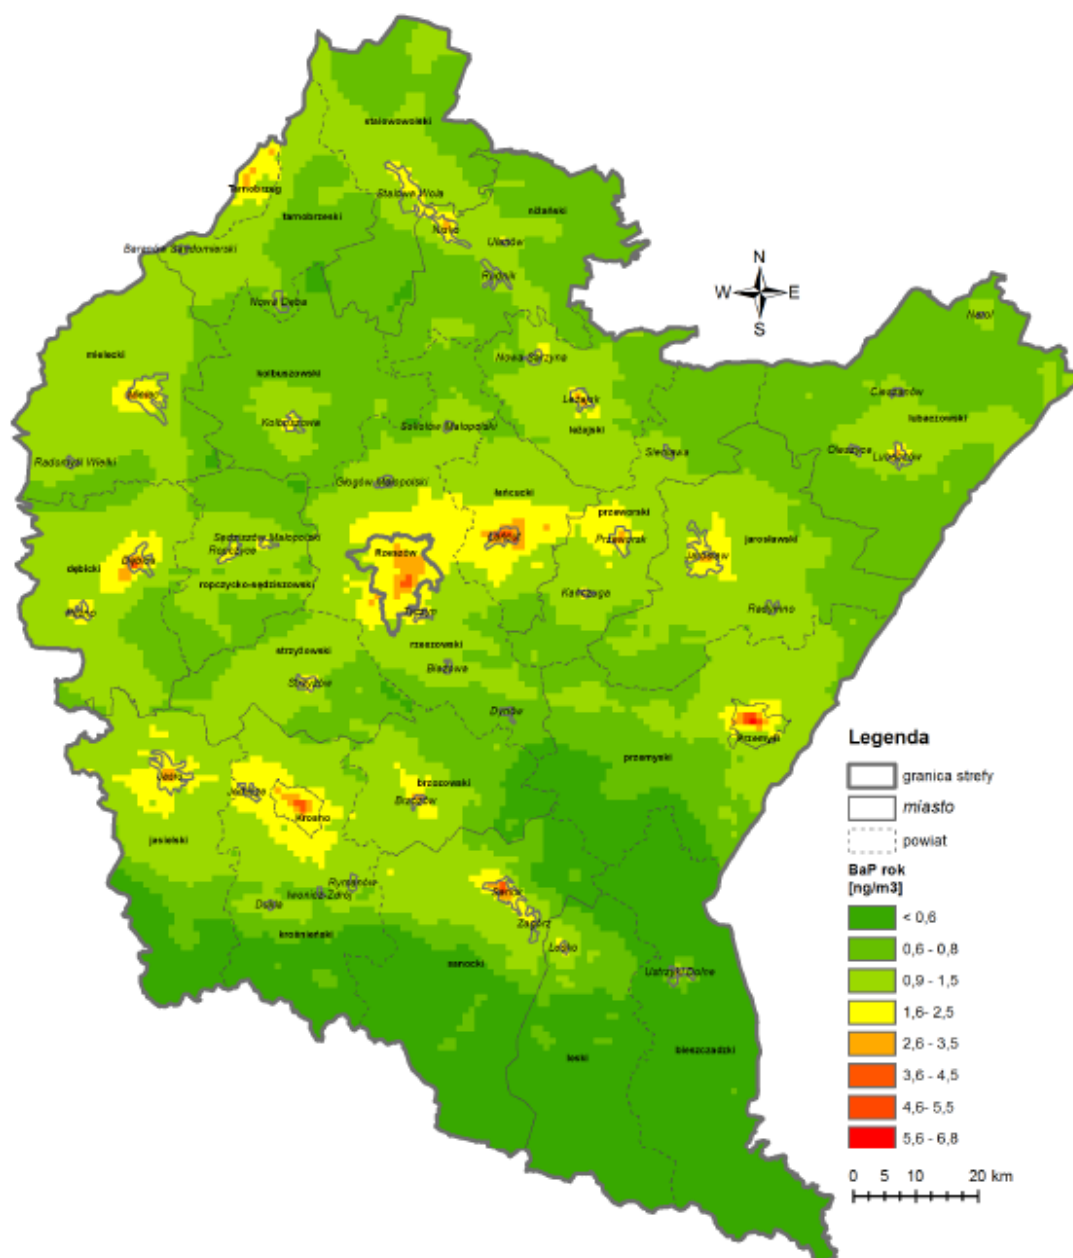 stalowowolski
Tarnobrzeg
Stalowa Wola
tarnobrzeski
niżański
Nisko
Ulanów
Baranów Sandomierski
Rudnik
N
W E
S
Nowa Dęba
Narol
mielecki
Nowa Sarzyna
kolbuszowski
Mielec
Leżajsk
Cieszanów
Kolbuszowa
Sokołów Małopolski
leżajski
lubaczowski
Radomyśl Wielki
Sieniawa
Oleszyce
Lubaczów
Głogów Małopolski
łańcucki
przeworski
Sędziszów Małopolski
Łańcut
Przeworsk
jarosławski
Rzeszów
Ropczyce
Jarosław
dębicki
Dębica
ropczycko-sędziszowski
Kańczuga
Radymno
Pilzno
Tyczyn
strzyżowski
rzeszowski
Błażowa
Strzyżów
Dynów
Przemyśl
przemyski
Legenda
granica strefy
miasto
powiat
BaP rok
[ng/m3]
< 0,6
0,6 - 0,8
0,9 - 1,5
1,6- 2,5
2,6 - 3,5
3,6 - 4,5
4,6- 5,5
5,6 - 6,8
0 5 10 20 km
Jasło
Jedlicze
brzozowski
Brzozów
Krosno
jasielski
Rymanów
Iwonicz-Zdrój
Dukla
Sanok
Zagórz
krośnieński
Lesko
sanocki
Ustrzyki Dolne
leski
bieszczadzki